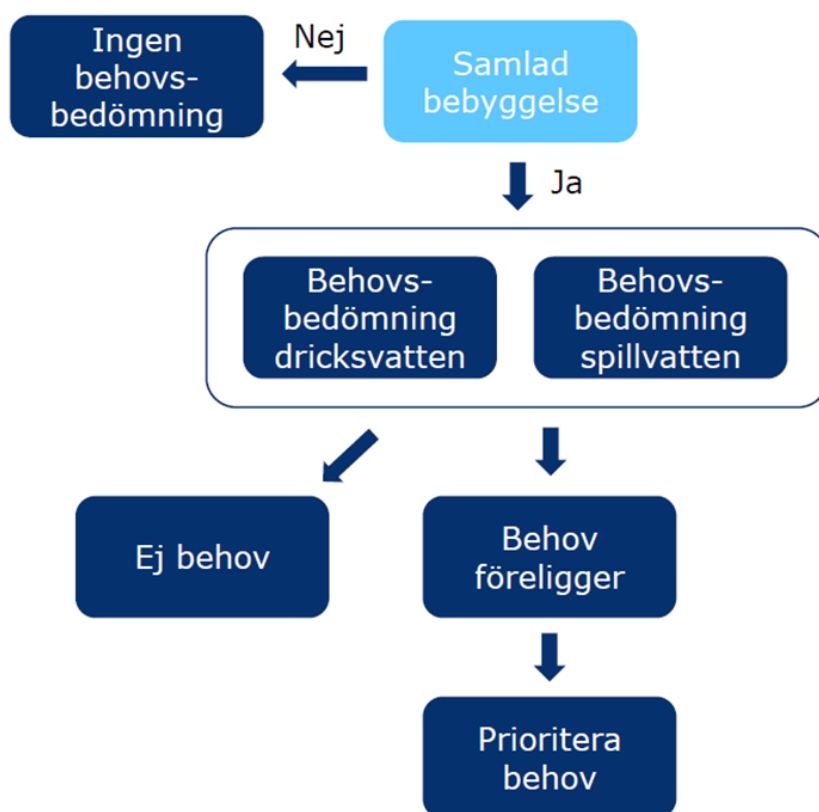 Ingen
behovs-
bedömning
Nej
Samlad
bebyggelse
Ja
Behovs-
bedömning
dricksvatten
Behovs-
bedömning
spillvatten
Ej behov
Behov
föreligger
Prioritera
behov